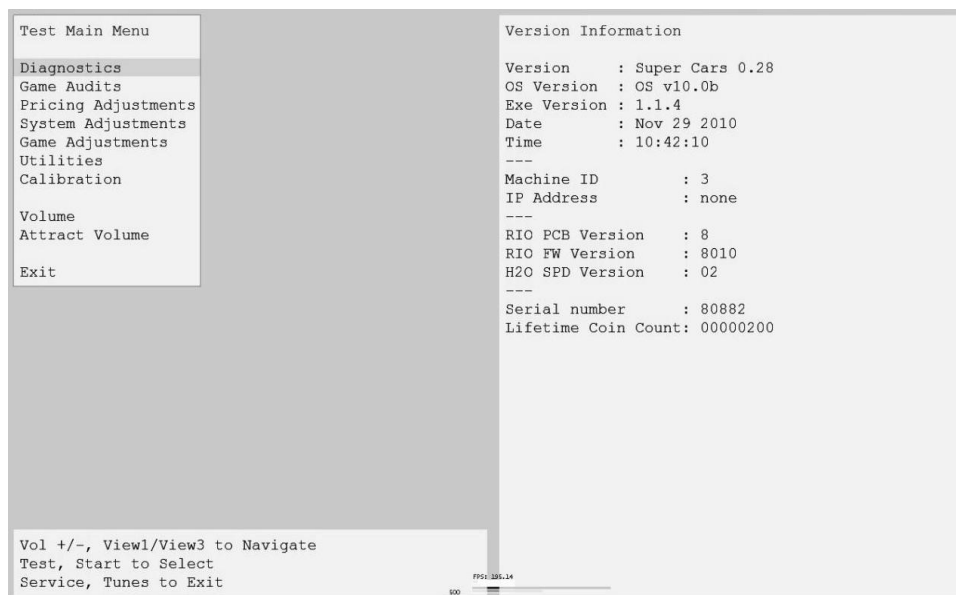 Test Main Menu
Diagnostics
Game Audits
Pricing Adjustments
System Adjustments
Game Adjustments
Utilities
Calibration
Volume
Attract Volume
Exit
Version Information
Version : Super Cars 0.28
OS Version : OS v10.0b
Exe Version : 1.1.4
Date : Nov 29 2010
Time : 10:42:10
---
Machine ID : 3
IP Address : none
---
RIO PCB Version : 8
RIO FW Version : 8010
H2O SPD Version : 02
---
Serial number : 80882
Lifetime Coin Count: 00000200
Vol +/-, View1/View3 to Navigate
Test, Start to Select
Service, Tunes to Exit
FPS: 195.14
500